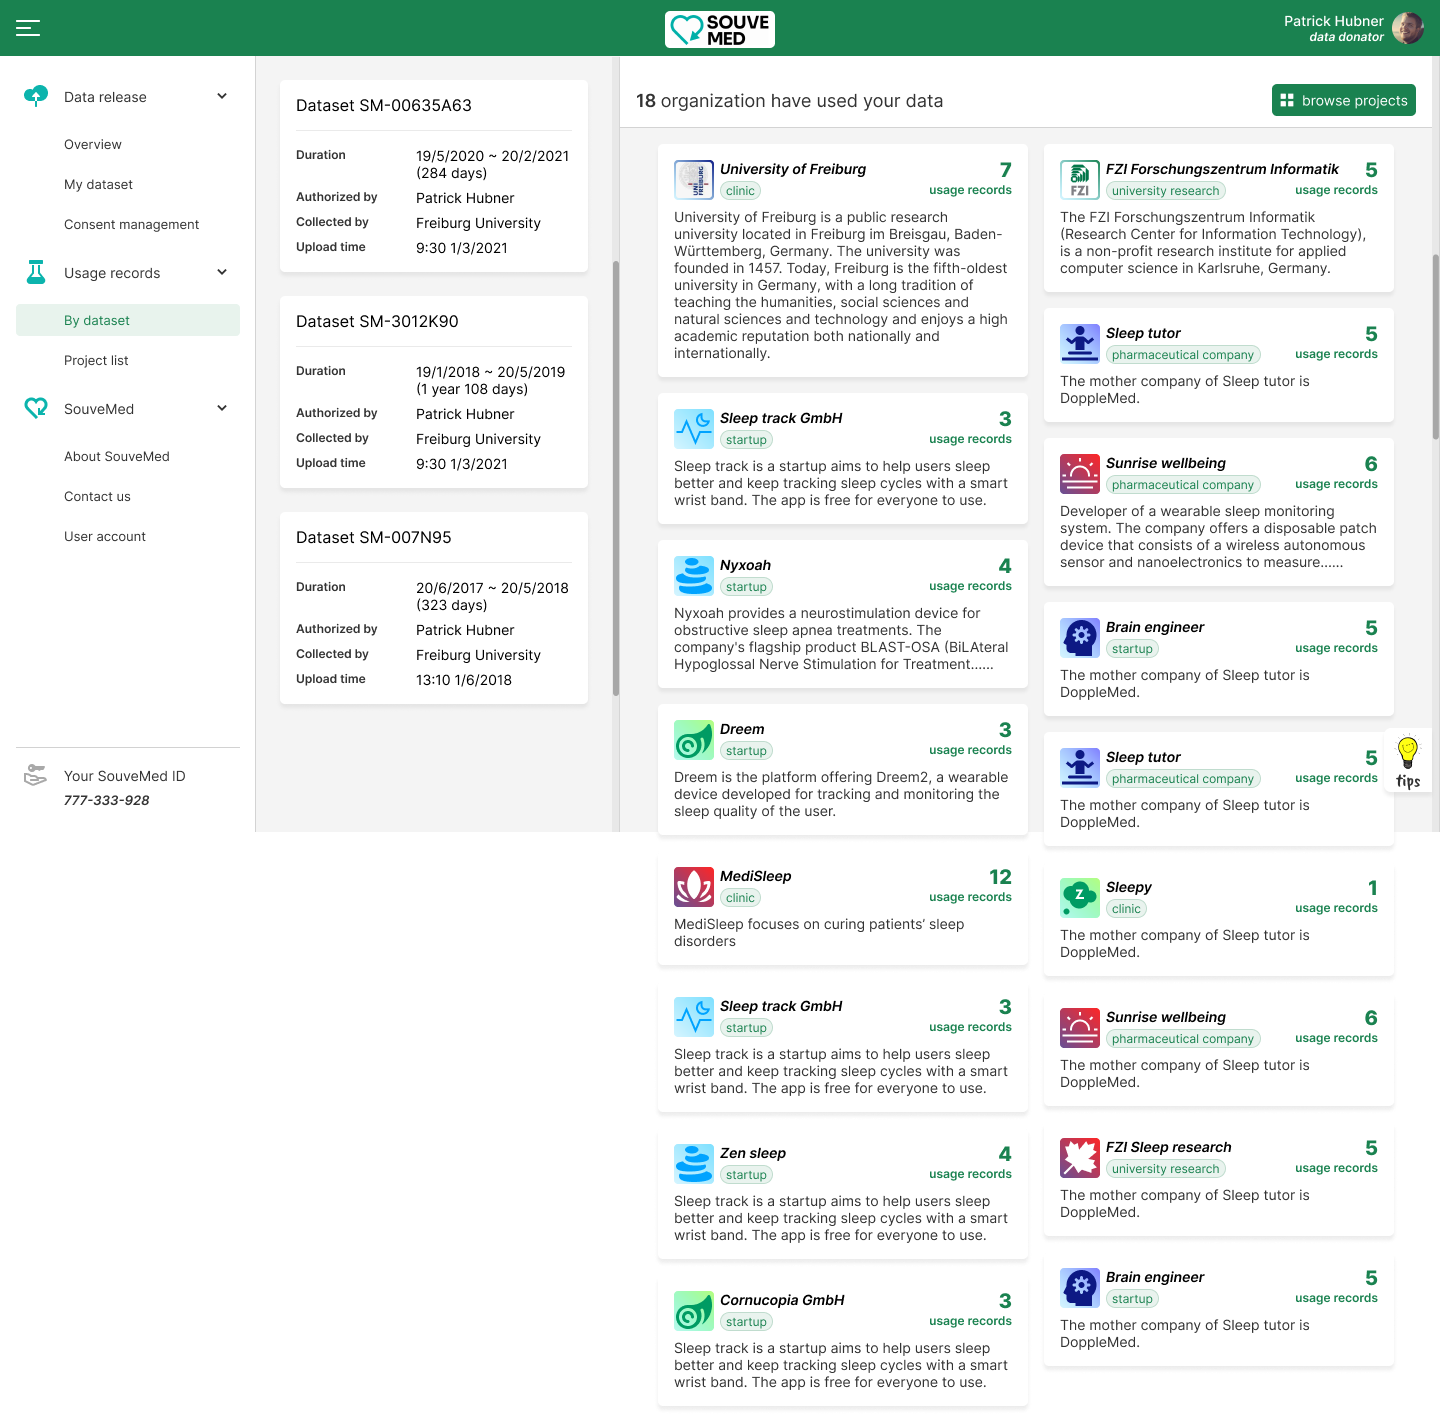 SOUVE
MED
Patrick Hubner
data donator
Data release
Overview
My dataset
Consent management
Usage records
By dataset
Project list
SouveMed
About SouveMed
Contact us
User account
Your SouveMed ID
777-333-928
Dataset SM-00635A63
Duration 19/5/2020 ~ 20/2/2021
(284 days)
Authorized by Patrick Hubner
Collected by Freiburg University
Upload time 9:30 1/3/2021
Dataset SM-3012K90
Duration 19/1/2018 ~ 20/5/2019
(1 year 108 days)
Authorized by Patrick Hubner
Collected by Freiburg University
Upload time 9:30 1/3/2021
Dataset SM-007N95
Duration 20/6/2017 ~ 20/5/2018
(323 days)
Authorized by Patrick Hubner
Collected by Freiburg University
Upload time 13:10 1/6/2018
18 organization have used your data
browse projects
UNI
FREIBURG
University of Freiburg 7
clinic usage records
University of Freiburg is a public research
university located in Freiburg im Breisgau, Baden-
Württemberg, Germany. The university was
founded in 1457. Today, Freiburg is the fifth-oldest
university in Germany, with a long tradition of
teaching the humanities, social sciences and
natural sciences and technology and enjoys a high
academic reputation both nationally and
internationally.
Sleep track GmbH 3
startup usage records
Sleep track is a startup aims to help users sleep
better and keep tracking sleep cycles with a smart
wrist band. The app is free for everyone to use.
Nyxoah 4
startup usage records
Nyxoah provides a neurostimulation device for
obstructive sleep apnea treatments. The
company's flagship product BLAST-OSA (BiLAteral
Hypoglossal Nerve Stimulation for Treatment......
Dreem 3
startup usage records
Dreem is the platform offering Dreem2, a wearable
device developed for tracking and monitoring the
sleep quality of the user.
MediSleep 12
clinic usage records
MediSleep focuses on curing patients’ sleep
disorders
Sleep track GmbH 3
startup usage records
Sleep track is a startup aims to help users sleep
better and keep tracking sleep cycles with a smart
wrist band. The app is free for everyone to use.
Zen sleep 4
startup usage records
Sleep track is a startup aims to help users sleep
better and keep tracking sleep cycles with a smart
wrist band. The app is free for everyone to use.
Cornucopia GmbH 3
startup usage records
Sleep track is a startup aims to help users sleep
better and keep tracking sleep cycles with a smart
wrist band. The app is free for everyone to use.
FZI
FZI Forschungszentrum Informatik 5
university research usage records
The FZI Forschungszentrum Informatik
(Research Center for Information Technology),
is a non-profit research institute for applied
computer science in Karlsruhe, Germany.
Sleep tutor 5
pharmaceutical company usage records
The mother company of Sleep tutor is
DoppleMed.
Sunrise wellbeing 6
pharmaceutical company usage records
Developer of a wearable sleep monitoring
system. The company offers a disposable patch
device that consists of a wireless autonomous
sensor and nanoelectronics to measure......
Brain engineer 5
startup usage records
The mother company of Sleep tutor is
DoppleMed.
Sleep tutor 5
pharmaceutical company usage records
The mother company of Sleep tutor is
DoppleMed.
tips
Z
Sleepy 1
clinic usage records
The mother company of Sleep tutor is
DoppleMed.
Sunrise wellbeing 6
pharmaceutical company usage records
The mother company of Sleep tutor is
DoppleMed.
FZI Sleep research 5
university research usage records
The mother company of Sleep tutor is
DoppleMed.
Brain engineer 5
startup usage records
The mother company of Sleep tutor is
DoppleMed.